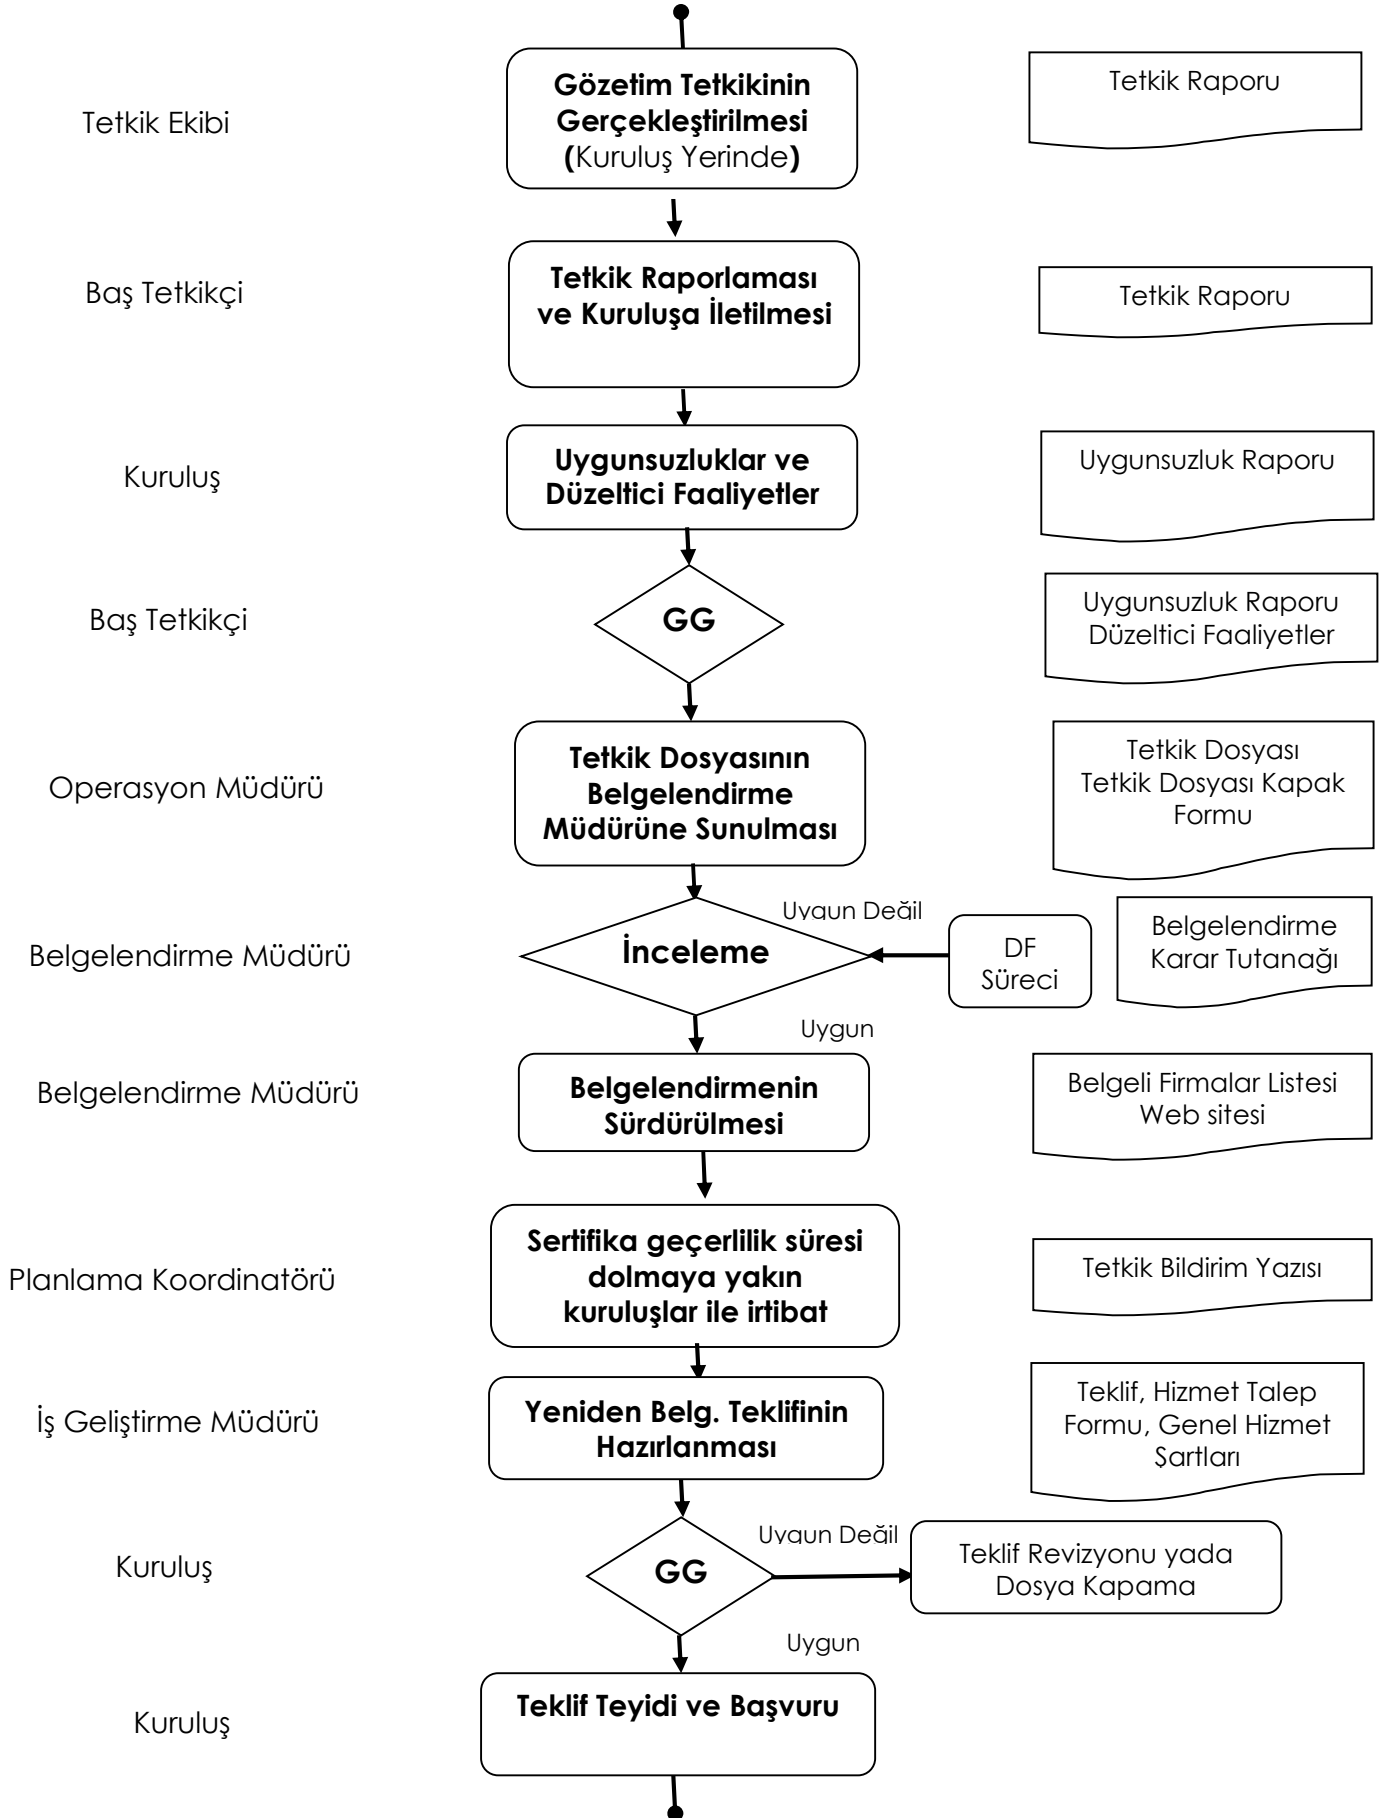 Tetkik Ekibi
Gözetim Tetkikinin
Gerçekleştirilmesi
(Kuruluş Yerinde)
Tetkik Raporu
Baş Tetkikçi
Tetkik Raporlaması
ve Kuruluşa İletilmesi
Tetkik Raporu
Kuruluş
Uygunsuzluklar ve
Düzeltici Faaliyetler
Uygunsuzluk Raporu
Baş Tetkikçi
GG
Uygunsuzluk Raporu
Düzeltici Faaliyetler
Operasyon Müdürü
Tetkik Dosyasının
Belgelendirme
Müdürüne Sunulması
Tetkik Dosyası
Tetkik Dosyası Kapak
Formu
Belgelendirme Müdürü
İnceleme
Uygun Değil
DF
Süreci
Belgelendirme
Karar Tutanağı
Uygun
Belgelendirme Müdürü
Belgelendirmenin
Sürdürülmesi
Belgeli Firmalar Listesi
Web sitesi
Planlama Koordinatörü
Sertifika geçerlilik süresi
dolmaya yakın
kuruluşlar ile irtibat
Tetkik Bildirim Yazısı
İş Geliştirme Müdürü
Yeniden Belg. Teklifinin
Hazırlanması
Teklif, Hizmet Talep
Formu, Genel Hizmet
Şartları
Kuruluş
GG
Uygun Değil
Teklif Revizyonu yada
Dosya Kapama
Uygun
Kuruluş
Teklif Teyidi ve Başvuru